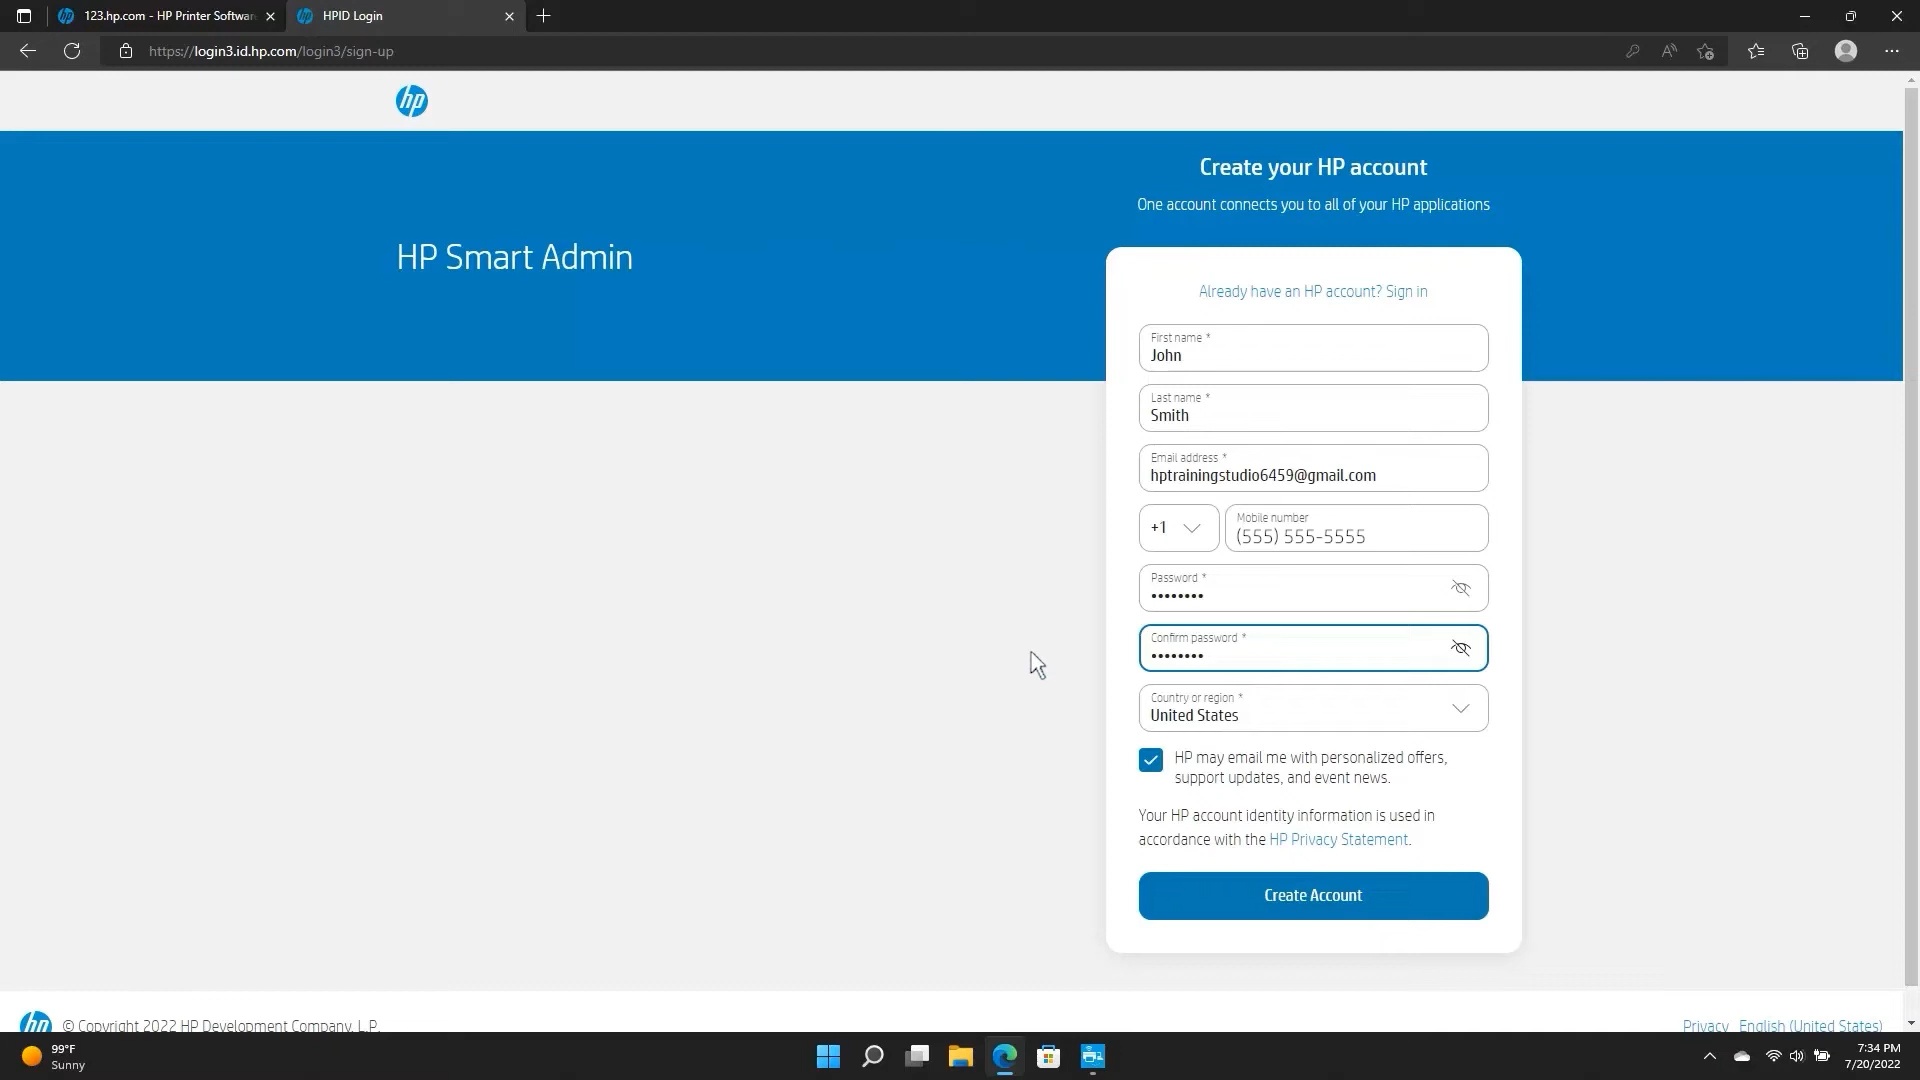 123.hp.com - HP Printer Softwar
HPID Login
https://login3.id.hp.com/login3/sign-up
hp
Create your HP account
One account connects you to all of your HP applications
HP Smart Admin
Already have an HP account? Sign in
First name *
John
Last name *
Smith
Email address *
hptrainingstudio6459@gmail.com
+1
Mobile number
(555) 555-5555
Password *
••••••••
Confirm password *
••••••••
Country or region *
United States
HP may email me with personalized offers,
support updates, and event news.
Your HP account identity information is used in
accordance with the HP Privacy Statement.
Create Account
hp © Copyright 2022 HP Development Company, L.P.
Privacy English (United States)
99°F
Sunny
7:34 PM
7/20/2022